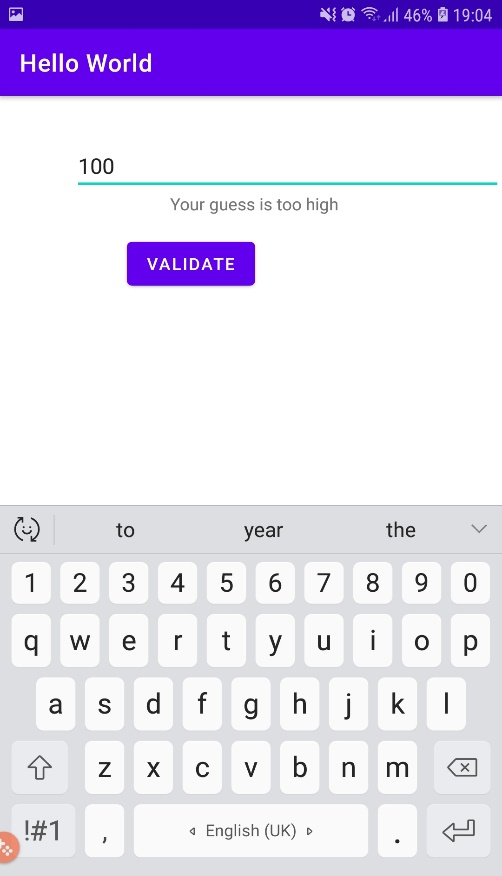 46% 19:04
Hello World
100
Your guess is too high
VALIDATE
to year the
1 2 3 4 5 6 7 8 9 0
q w e r t y u i o p
a s d f g h j k l
z x c v b n m
!#1 , English (UK) .